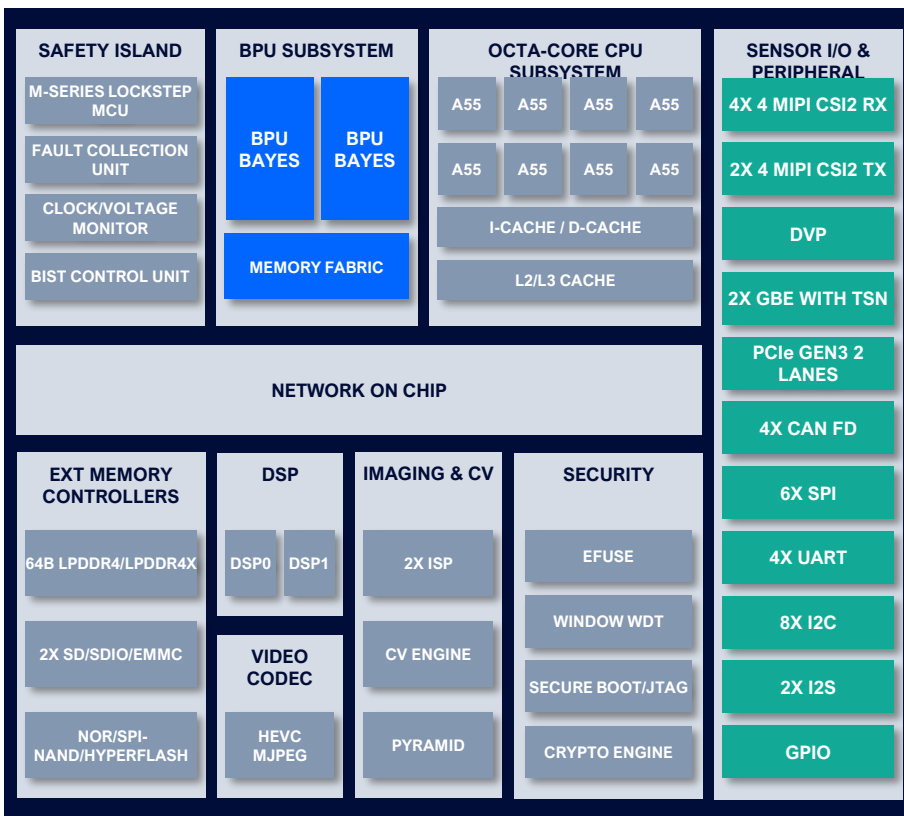 SAFETY ISLAND
M-SERIES LOCKSTEP
MCU
FAULT COLLECTION
UNIT
CLOCK/VOLTAGE
MONITOR
BIST CONTROL UNIT
BPU SUBSYSTEM
BPU
BAYES
BPU
BAYES
MEMORY FABRIC
OCTA-CORE CPU
SUBSYSTEM
A55 A55 A55 A55
A55 A55 A55 A55
I-CACHE / D-CACHE
L2/L3 CACHE
SENSOR I/O &
PERIPHERAL
4X 4 MIPI CSI2 RX
2X 4 MIPI CSI2 TX
DVP
2X GBE WITH TSN
PCIe GEN3 2
LANES
4X CAN FD
6X SPI
4X UART
8X I2C
2X I2S
GPIO
NETWORK ON CHIP
EXT MEMORY
CONTROLLERS
64B LPDDR4/LPDDR4X
2X SD/SDIO/EMMC
NOR/SPI-
NAND/HYPERFLASH
DSP
DSP0 DSP1
VIDEO
CODEC
HEVC
MJPEG
IMAGING & CV
2X ISP
CV ENGINE
PYRAMID
SECURITY
EFUSE
WINDOW WDT
SECURE BOOT/JTAG
CRYPTO ENGINE